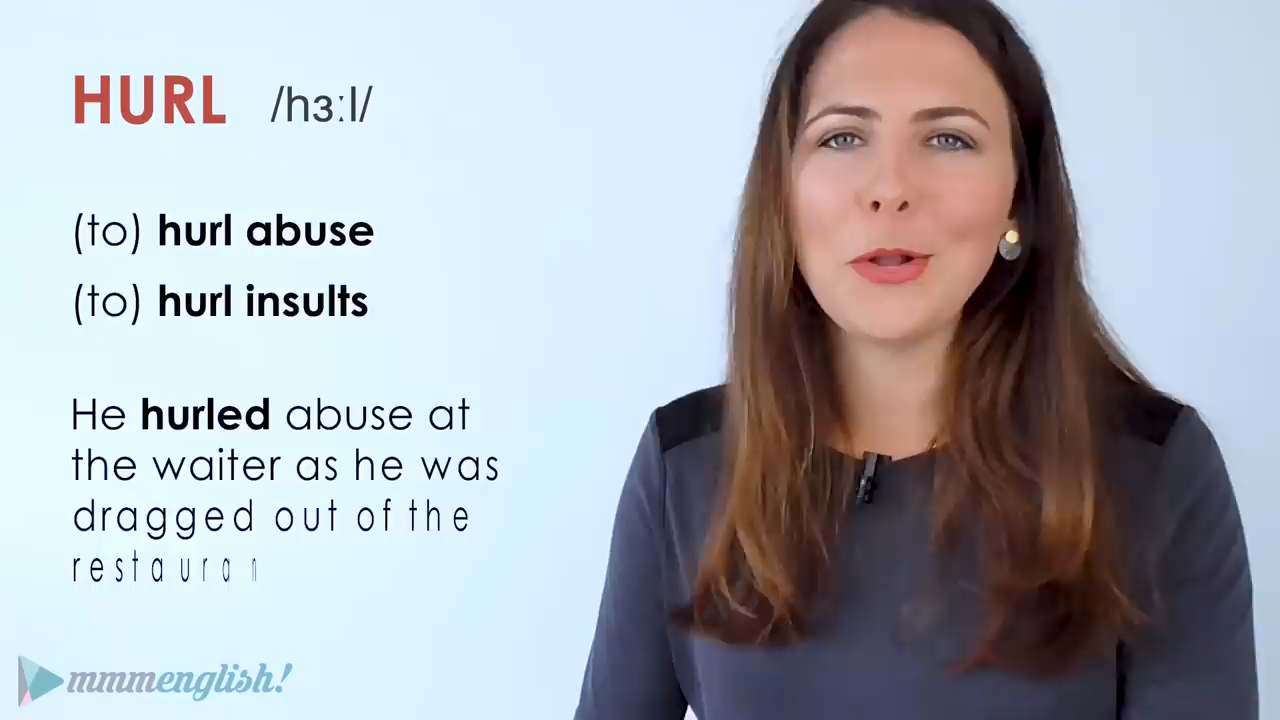 HURL /hɜːl/
(to) hurl abuse
(to) hurl insults
He hurled abuse at
the waiter as he was
dragged out of the
restauran
mmmenglish!